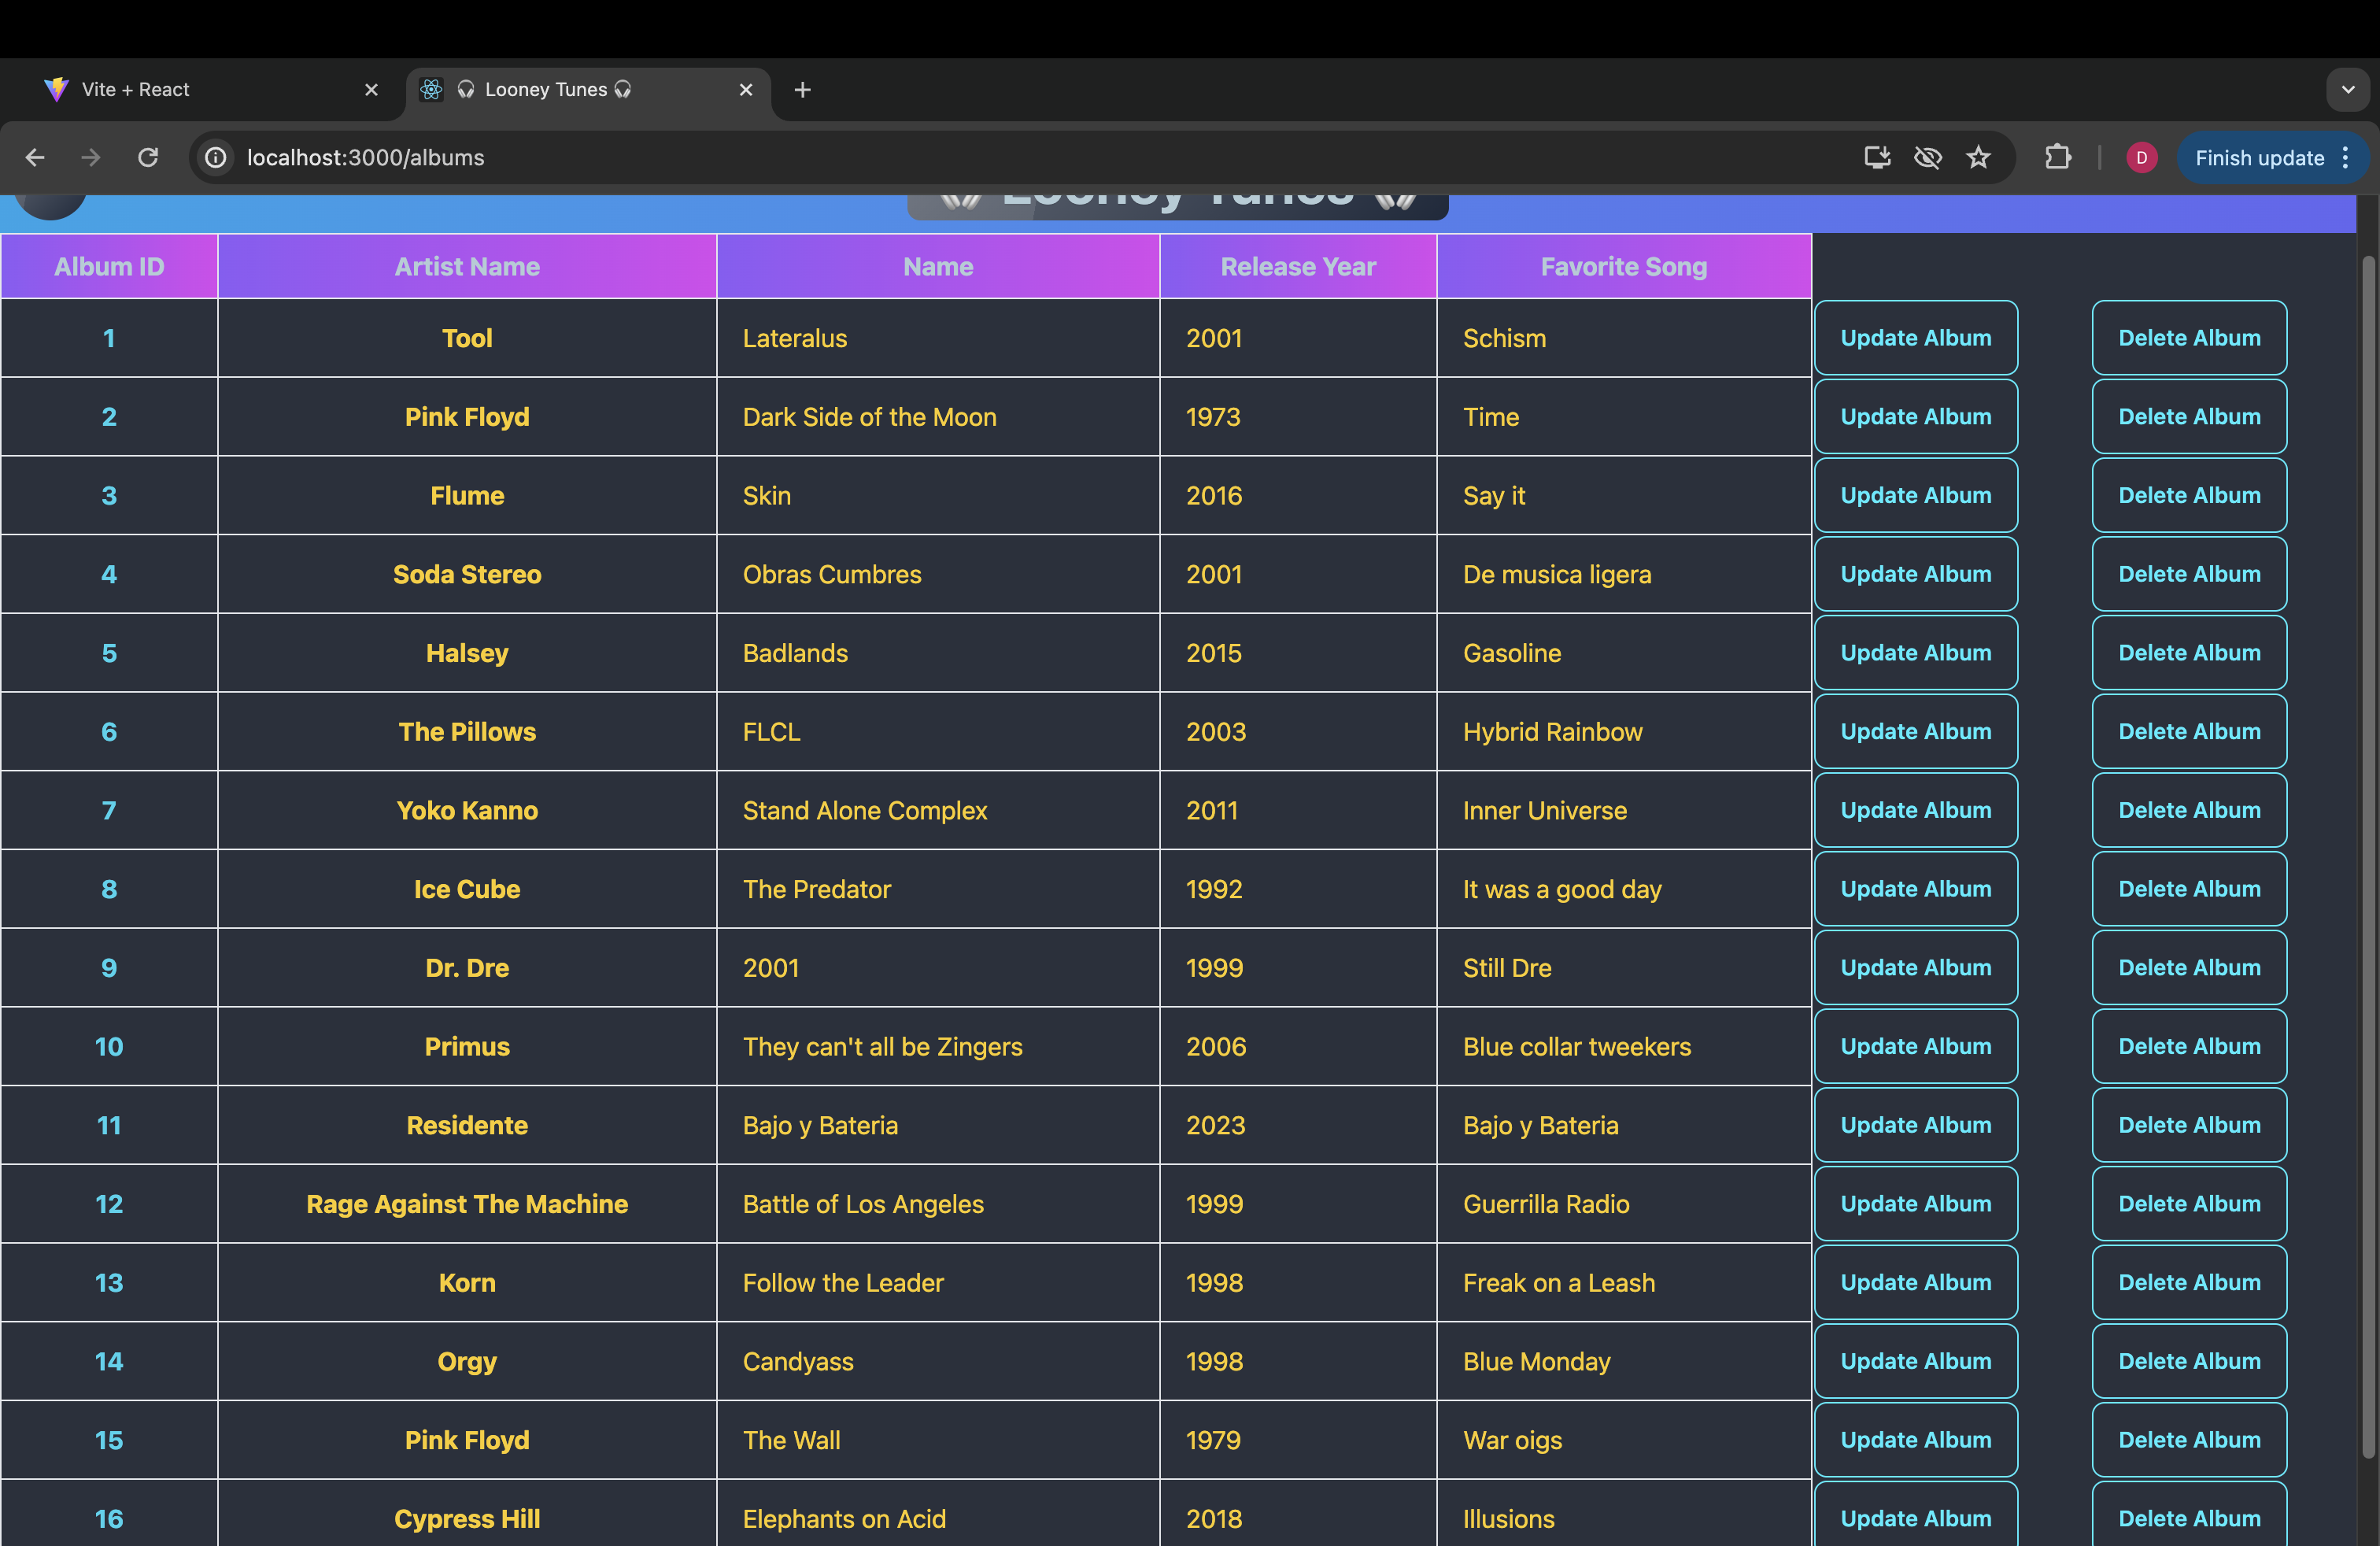 Vite + React
Looney Tunes
localhost:3000/albums
D
Finish update
Looney Tunes
Album ID Artist Name Name Release Year Favorite Song
1 Tool Lateralus 2001 Schism Update Album Delete Album
2 Pink Floyd Dark Side of the Moon 1973 Time Update Album Delete Album
3 Flume Skin 2016 Say it Update Album Delete Album
4 Soda Stereo Obras Cumbres 2001 De musica ligera Update Album Delete Album
5 Halsey Badlands 2015 Gasoline Update Album Delete Album
6 The Pillows FLCL 2003 Hybrid Rainbow Update Album Delete Album
7 Yoko Kanno Stand Alone Complex 2011 Inner Universe Update Album Delete Album
8 Ice Cube The Predator 1992 It was a good day Update Album Delete Album
9 Dr. Dre 2001 1999 Still Dre Update Album Delete Album
10 Primus They can't all be Zingers 2006 Blue collar tweekers Update Album Delete Album
11 Residente Bajo y Bateria 2023 Bajo y Bateria Update Album Delete Album
12 Rage Against The Machine Battle of Los Angeles 1999 Guerrilla Radio Update Album Delete Album
13 Korn Follow the Leader 1998 Freak on a Leash Update Album Delete Album
14 Orgy Candyass 1998 Blue Monday Update Album Delete Album
15 Pink Floyd The Wall 1979 War oigs Update Album Delete Album
16 Cypress Hill Elephants on Acid 2018 Illusions Update Album Delete Album